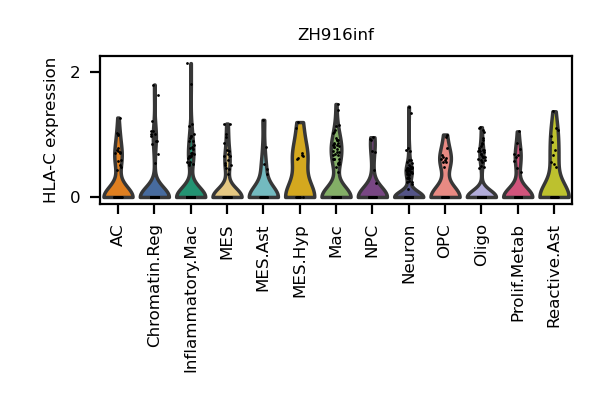 ZH916inf
HLA-C expression
2
0
AC
Chromatin.Reg
Inflammatory.Mac
MES
MES.Ast
MES.Hyp
Mac
NPC
Neuron
OPC
Oligo
Prolif.Metab
Reactive.Ast